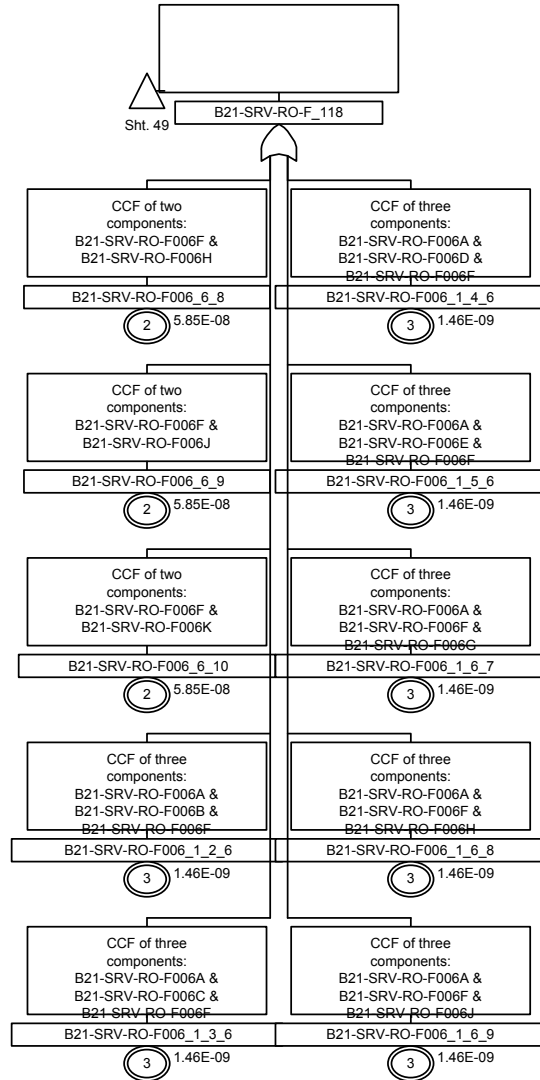 Sht. 49
B21-SRV-RO-F_118
CCF of two
components:
B21-SRV-RO-F006F &
B21-SRV-RO-F006H
B21-SRV-RO-F006_6_8
2
5.85E-08
CCF of three
components:
B21-SRV-RO-F006A &
B21-SRV-RO-F006D &
B21-SRV-RO-F006F
B21-SRV-RO-F006_1_4_6
3
1.46E-09
CCF of two
components:
B21-SRV-RO-F006F &
B21-SRV-RO-F006J
B21-SRV-RO-F006_6_9
2
5.85E-08
CCF of three
components:
B21-SRV-RO-F006A &
B21-SRV-RO-F006E &
B21-SRV-RO-F006F
B21-SRV-RO-F006_1_5_6
3
1.46E-09
CCF of two
components:
B21-SRV-RO-F006F &
B21-SRV-RO-F006K
B21-SRV-RO-F006_6_10
2
5.85E-08
CCF of three
components:
B21-SRV-RO-F006A &
B21-SRV-RO-F006F &
B21-SRV-RO-F006G
B21-SRV-RO-F006_1_6_7
3
1.46E-09
CCF of three
components:
B21-SRV-RO-F006A &
B21-SRV-RO-F006B &
B21-SRV-RO-F006F
B21-SRV-RO-F006_1_2_6
3
1.46E-09
CCF of three
components:
B21-SRV-RO-F006A &
B21-SRV-RO-F006F &
B21-SRV-RO-F006H
B21-SRV-RO-F006_1_6_8
3
1.46E-09
CCF of three
components:
B21-SRV-RO-F006A &
B21-SRV-RO-F006C &
B21-SRV-RO-F006F
B21-SRV-RO-F006_1_3_6
3
1.46E-09
CCF of three
components:
B21-SRV-RO-F006A &
B21-SRV-RO-F006F &
B21-SRV-RO-F006J
B21-SRV-RO-F006_1_6_9
3
1.46E-09